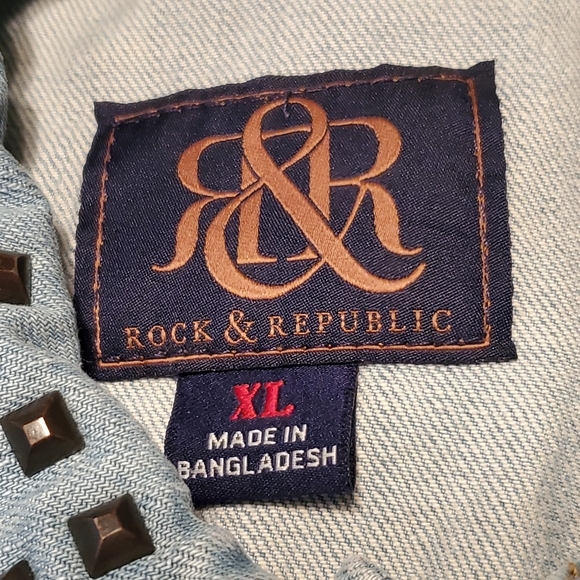 R&R
ROCK & REPUBLIC
XL
MADE IN
BANGLADESH